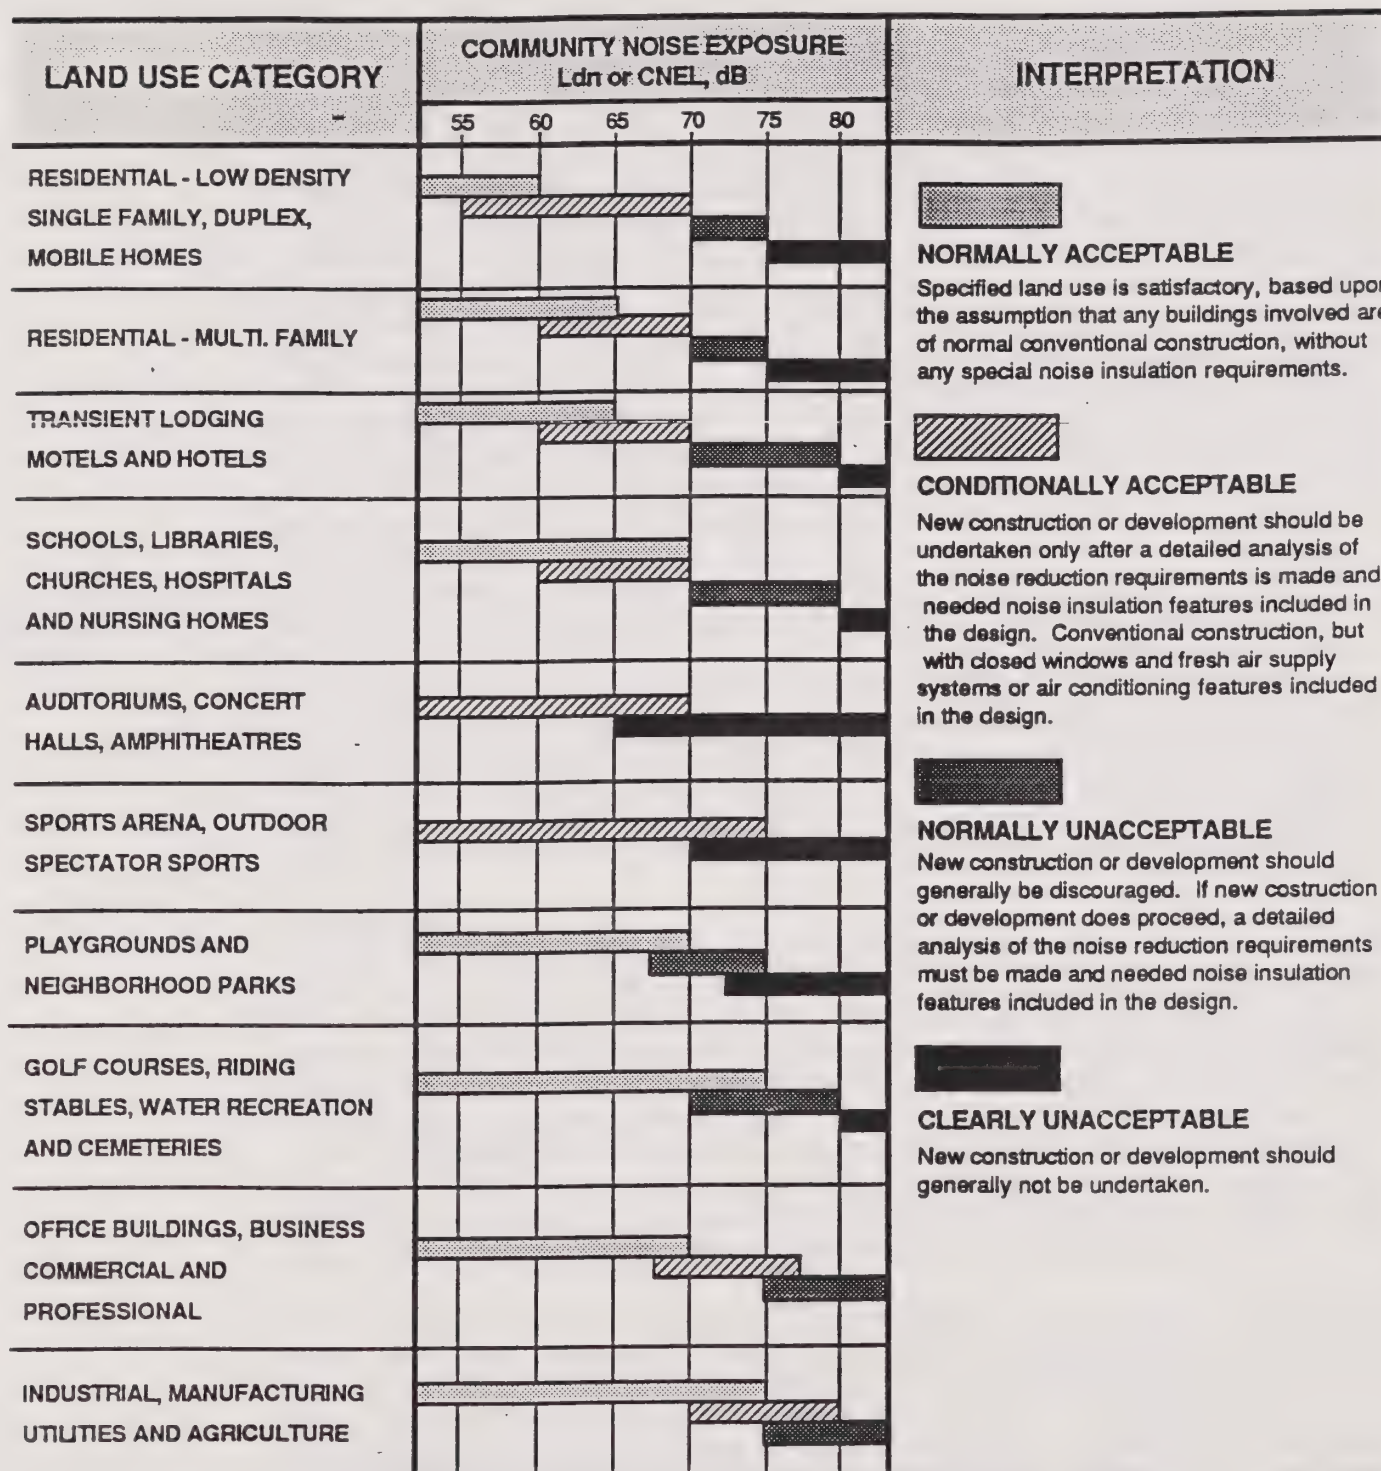 LAND USE CATEGORY
COMMUNITY NOISE EXPOSURE
Ldn or CNEL, dB
55 60 65 70 75 80
INTERPRETATION
RESIDENTIAL - LOW DENSITY
SINGLE FAMILY, DUPLEX,
MOBILE HOMES
RESIDENTIAL - MULTI. FAMILY
TRANSIENT LODGING
MOTELS AND HOTELS
SCHOOLS, LIBRARIES,
CHURCHES, HOSPITALS
AND NURSING HOMES
AUDITORIUMS, CONCERT
HALLS, AMPHITHEATRES
SPORTS ARENA, OUTDOOR
SPECTATOR SPORTS
PLAYGROUNDS AND
NEIGHBORHOOD PARKS
GOLF COURSES, RIDING
STABLES, WATER RECREATION
AND CEMETERIES
OFFICE BUILDINGS, BUSINESS
COMMERCIAL AND
PROFESSIONAL
INDUSTRIAL, MANUFACTURING
UTILITIES AND AGRICULTURE
NORMALLY ACCEPTABLE
Specified land use is satisfactory, based upon
the assumption that any buildings involved are
of normal conventional construction, without
any special noise insulation requirements.
CONDITIONALLY ACCEPTABLE
New construction or development should be
undertaken only after a detailed analysis of
the noise reduction requirements is made and
needed noise insulation features included in
the design. Conventional construction, but
with closed windows and fresh air supply
systems or air conditioning features included
in the design.
NORMALLY UNACCEPTABLE
New construction or development should
generally be discouraged. If new costruction
or development does proceed, a detailed
analysis of the noise reduction requirements
must be made and needed noise insulation
features included in the design.
CLEARLY UNACCEPTABLE
New construction or development should
generally not be undertaken.